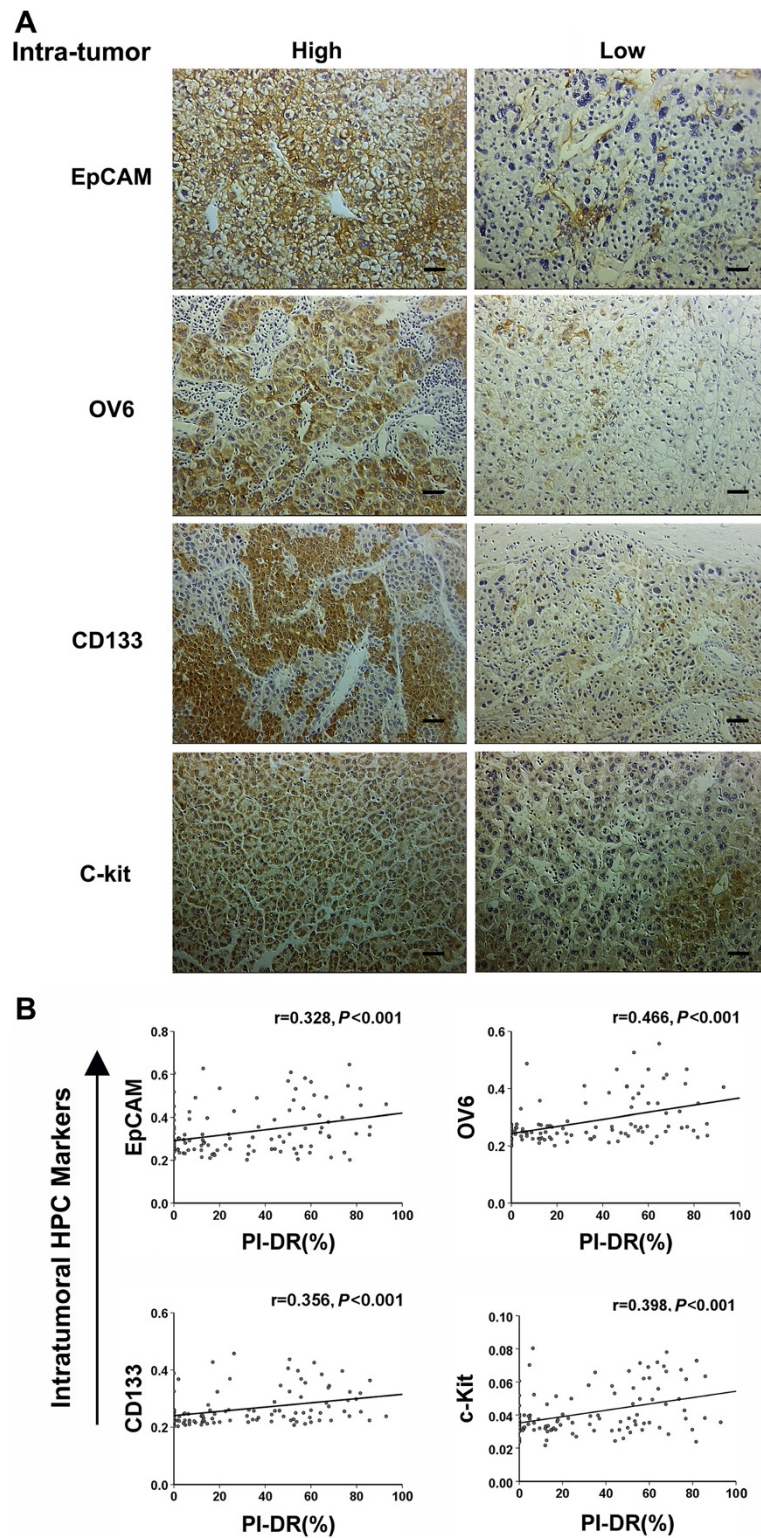 A
Intra-tumor
High
Low
EpCAM
OV6
CD133
C-kit
B
Intratumoral HPC Markers
r=0.328, P<0.001
EpCAM
0.8
0.6
0.4
0.2
0.0
0 20 40 60 80 100
PI-DR(%)
r=0.466, P<0.001
OV6
0.6
0.4
0.2
0.0
0 20 40 60 80 100
PI-DR(%)
r=0.356, P<0.001
CD133
0.6
0.4
0.2
0.0
0 20 40 60 80 100
PI-DR(%)
r=0.398, P<0.001
c-Kit
0.10
0.08
0.06
0.04
0.02
0.00
0 20 40 60 80 100
PI-DR(%)